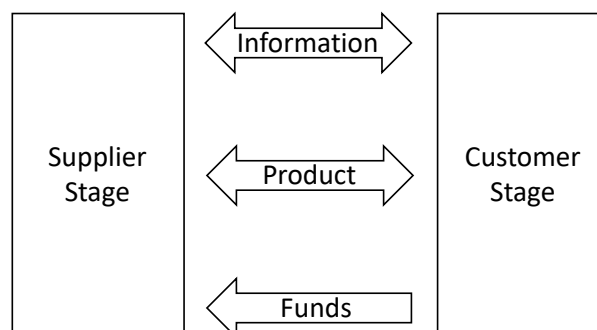 Information
Supplier
Stage
Product
Customer
Stage
Funds